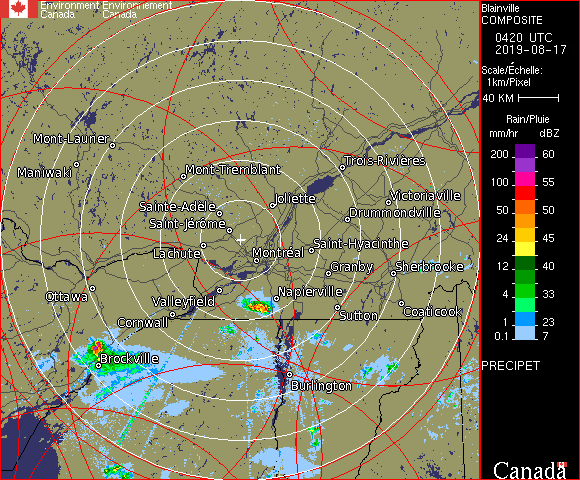 Environment Environnement
Canada Canada
Blainville
COMPOSITE
0420 UTC
2019-08-17
Scale/Échelle:
1km/Pixel
40 KM
Rain/Pluie
mm/hr dBZ
200 60
100 55
50 50
24 45
12 40
4 33
0.1 23
7
PRECIPET
Mont-Laurier
Maniwaki
Mont-Tremblant
Trois-Rivières
Sainte-Adele
Joliette
Victoriaville
Drummondville
Saint-Jérôme
Lachute
Montréal
Saint-Hyacinthe
Granby
Sherbrooke
Ottawa
Valleyfield
Napierville
Cornwall
Sutton
Coaticook
Brockville
Burlington
Canada